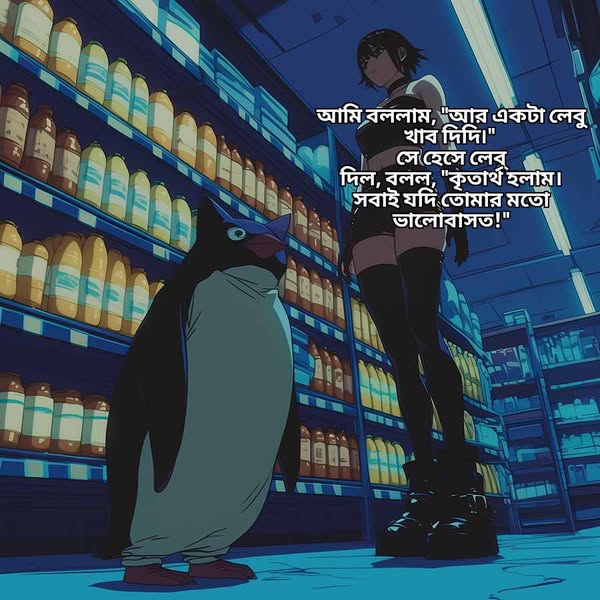 আমি বললাম, "আর একটা লেবু
খাব দিদি।"
সে হেসে লেবু
দিল, বলল, "কৃতার্থ হলাম।
সবাই যদি তোমার মতো
ভালোবাসত!"